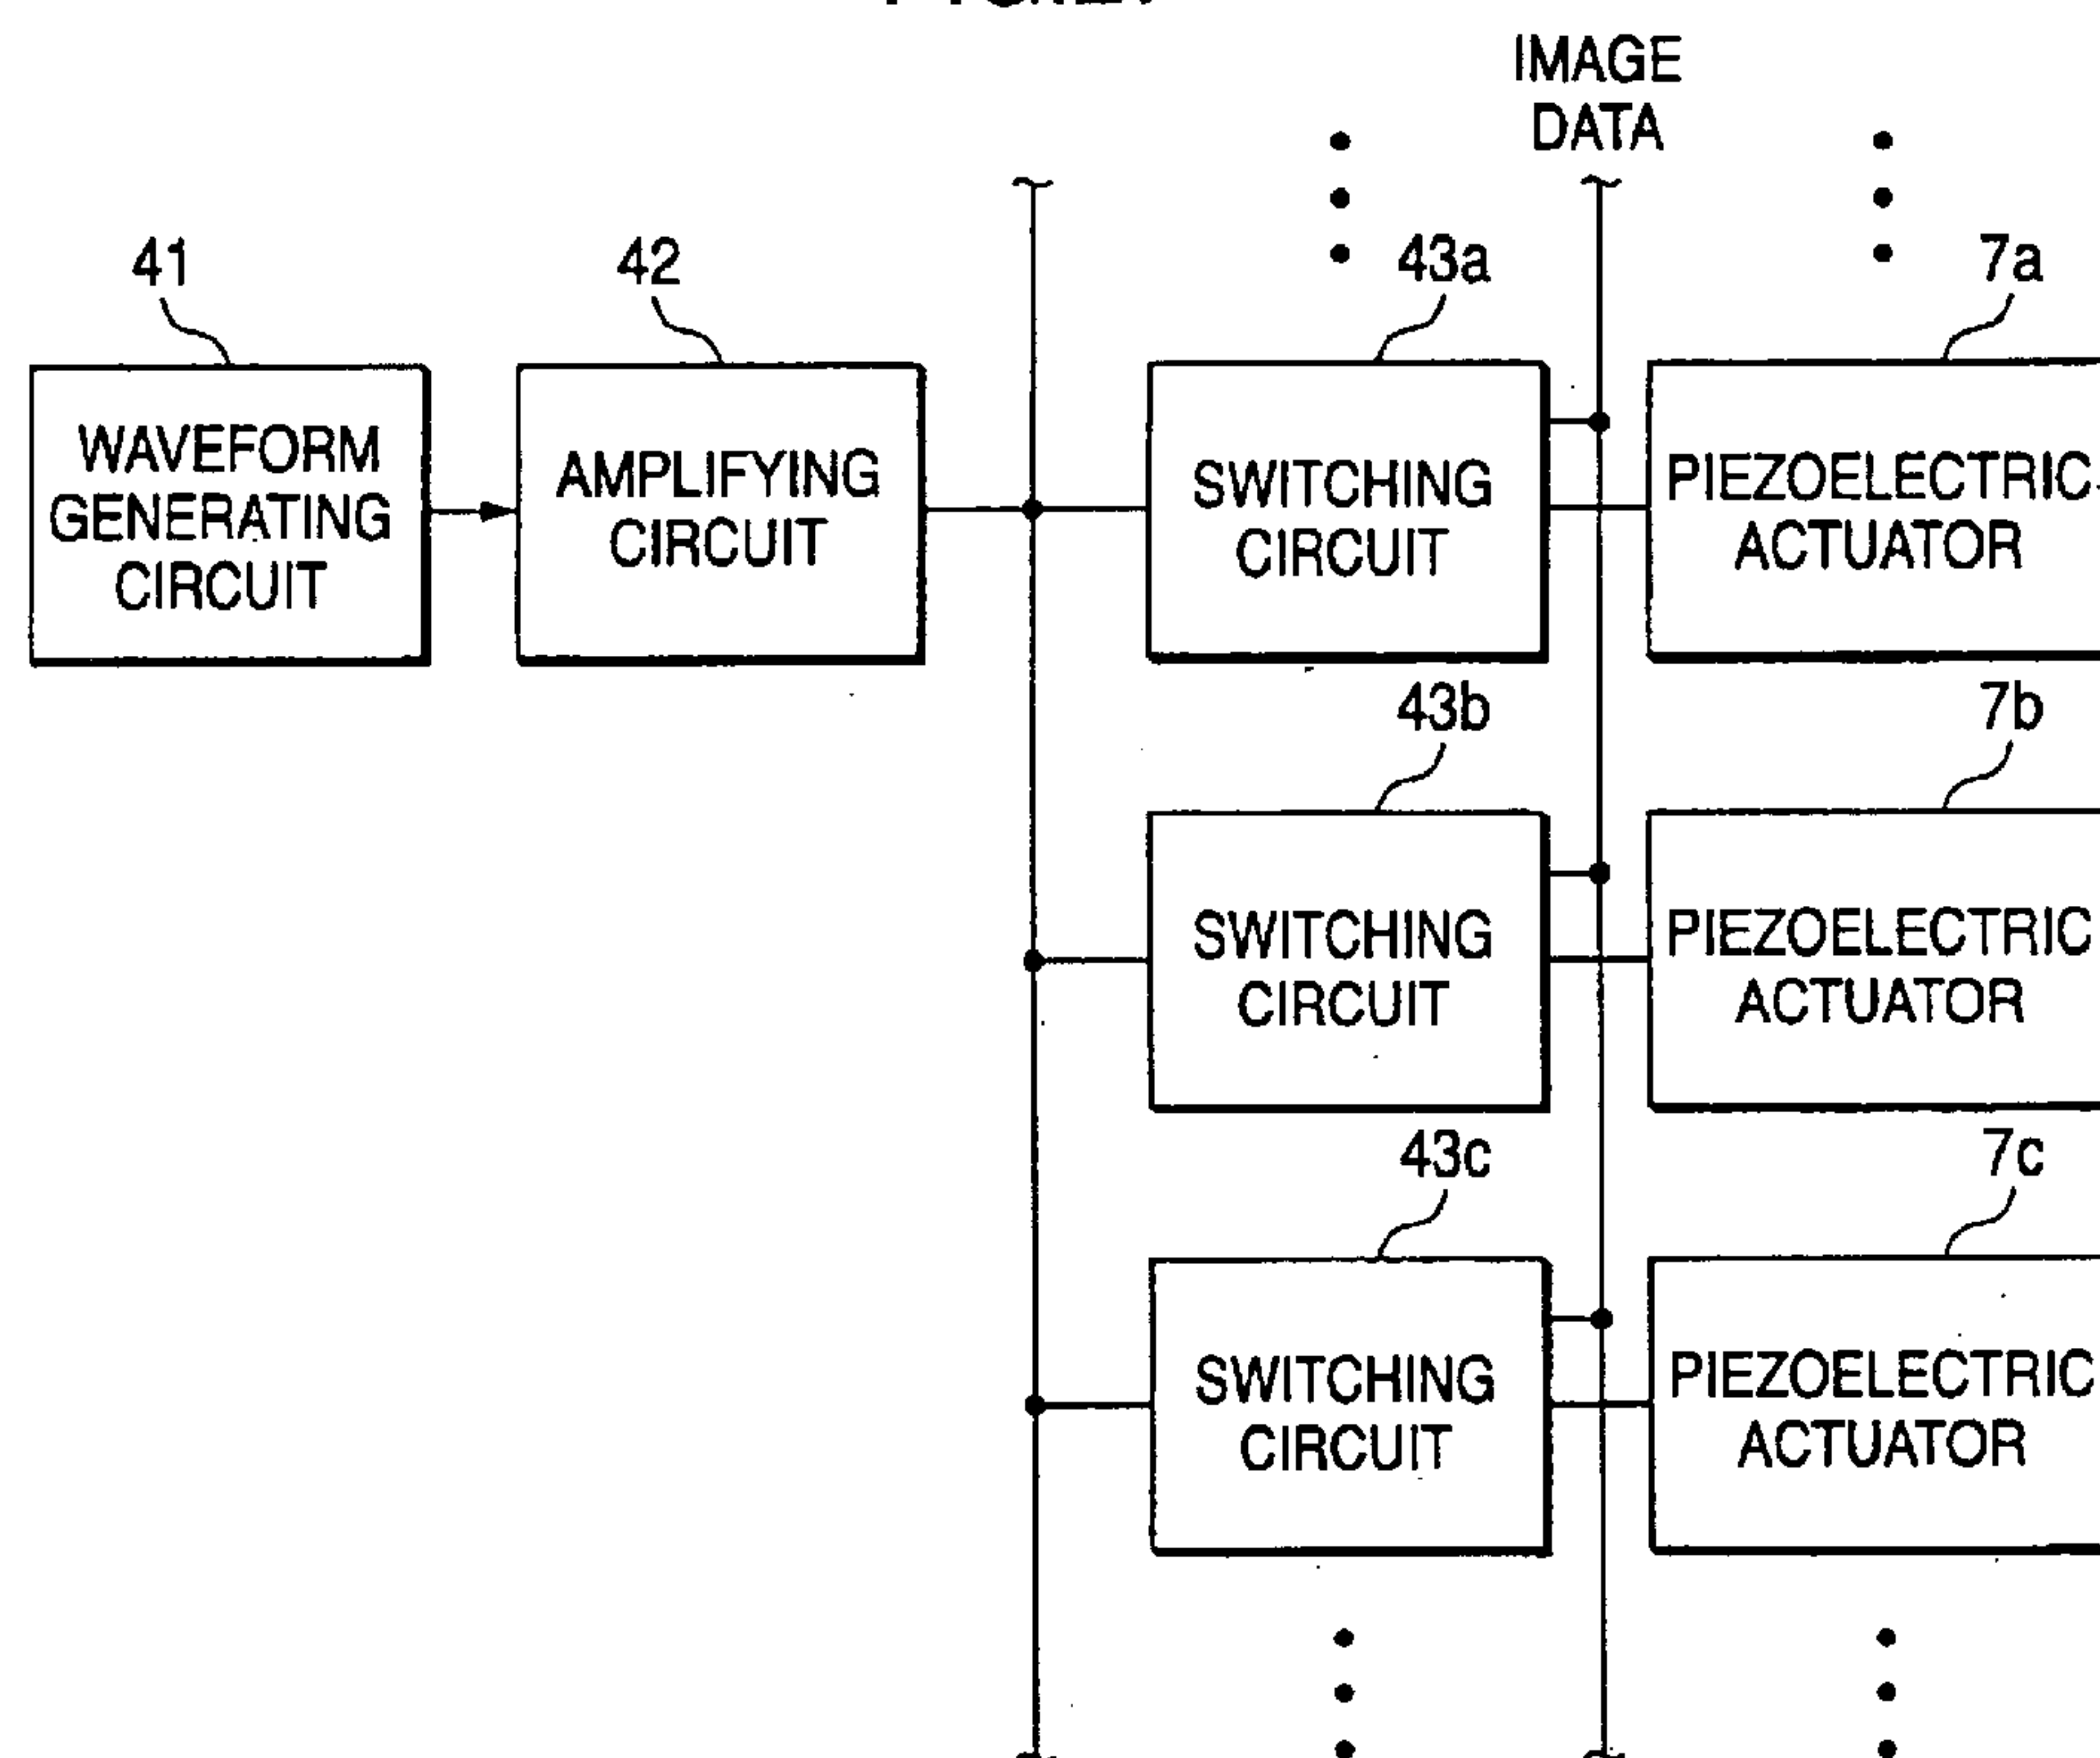 IMAGE
DATA
41
42
43a
7a
WAVEFORM
GENERATING
CIRCUIT
AMPLIFYING
CIRCUIT
SWITCHING
CIRCUIT
PIEZOELECTRIC
ACTUATOR
43b
7b
SWITCHING
CIRCUIT
PIEZOELECTRIC
ACTUATOR
43c
7c
SWITCHING
CIRCUIT
PIEZOELECTRIC
ACTUATOR